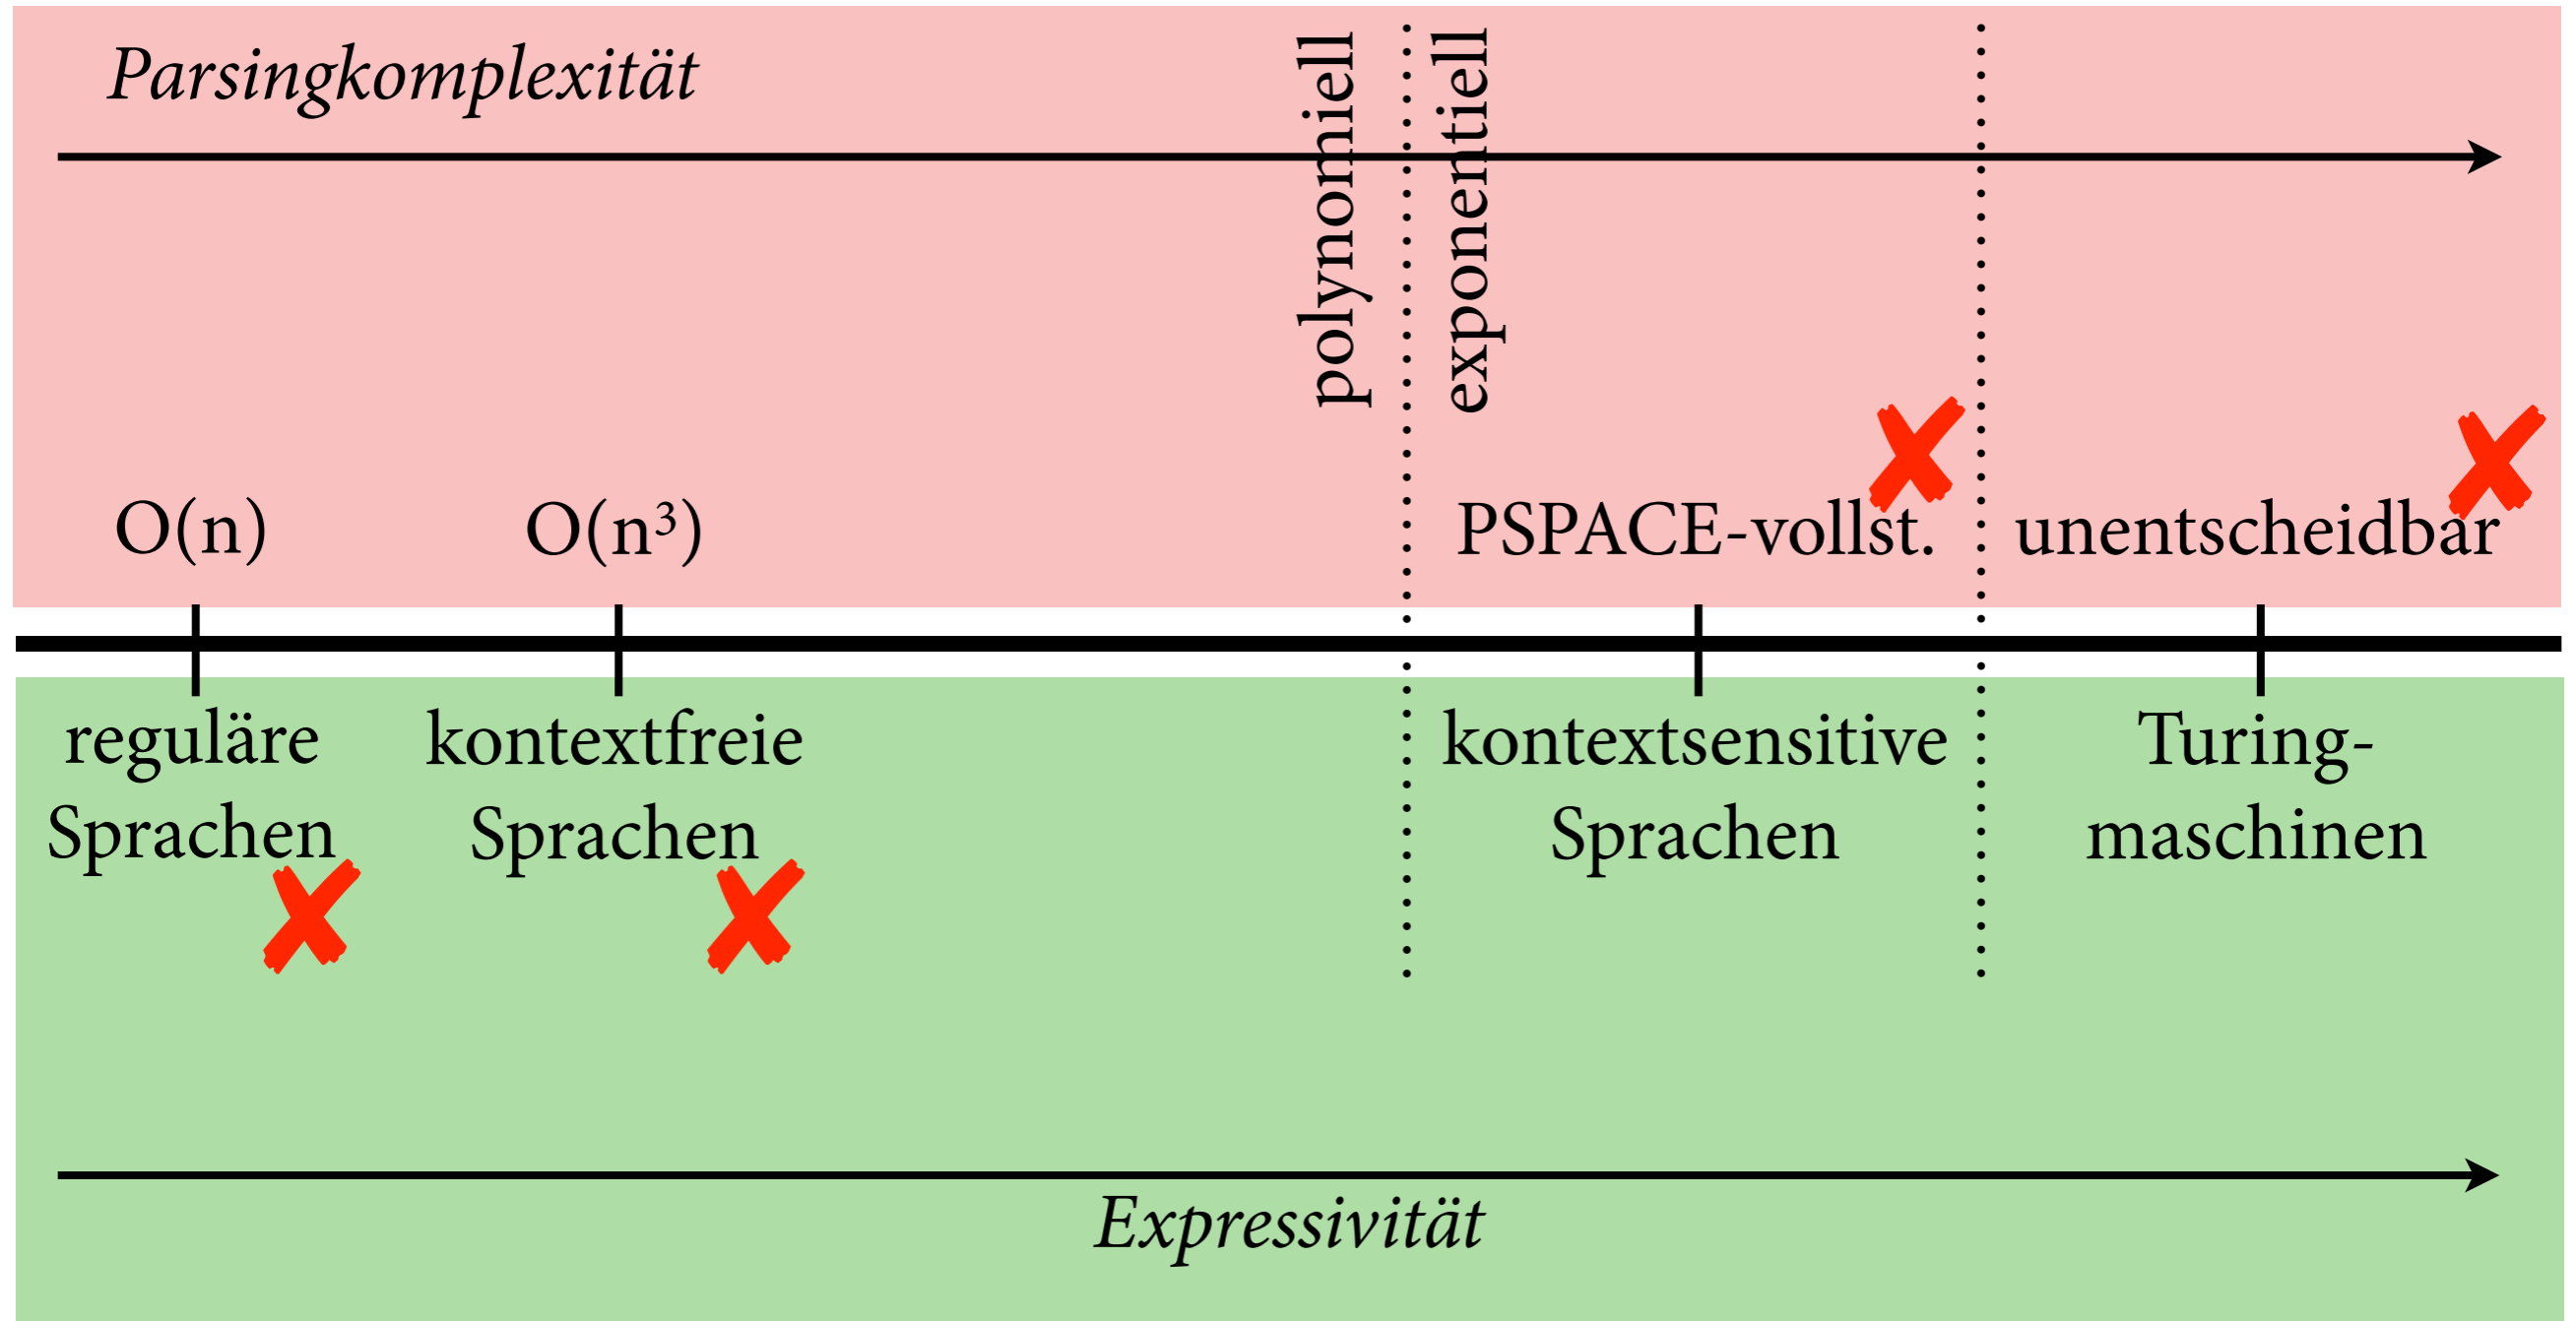 Parsingkomplexität
polynomiell
exponentiell
O(n)
O(n³)
PSPACE-vollst.
unentscheidbar
reguläre
Sprachen
kontextfreie
Sprachen
kontextsensitive
Sprachen
Turing-
maschinen
Expressivität